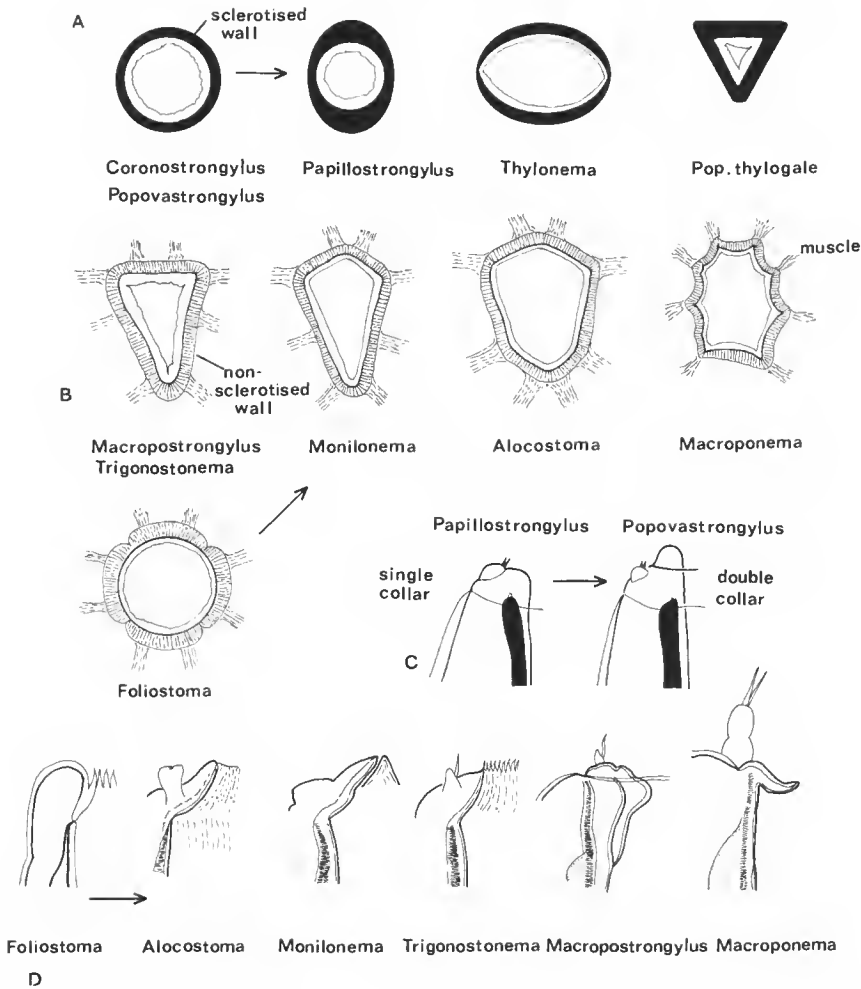 A
sclerotised
wall
Coronostrongylus
Popovastrongylus
Papillostrongylus
Thylonema
Pop. thylogale
muscle
non-
sclerotised
wall
B
Macropostrongylus
Trigonostonema
Monilonema
Alocostoma
Macroponema
Foliostoma
Papillostrongylus
Popovastrongylus
single
collar
double
collar
C
Foliostoma
Alocostoma
Monilonema
Trigonostonema
Macropostrongylus
Macroponema
D